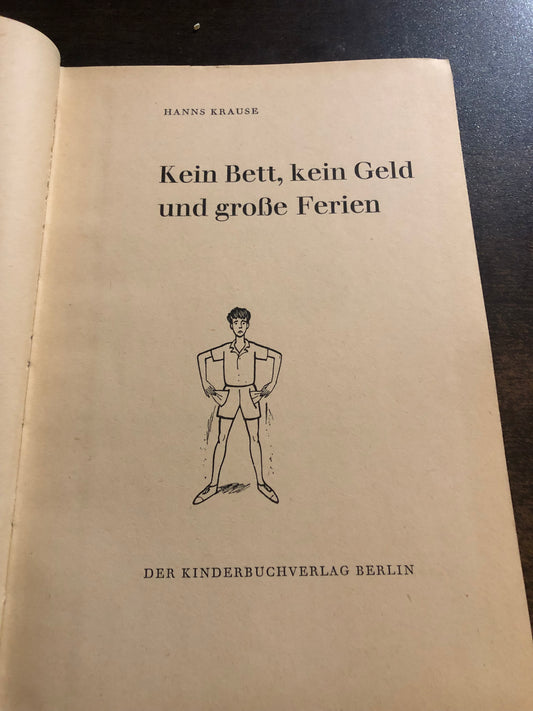 HANNS KRAUSE
Kein Bett, kein Geld
und große Ferien
DER KINDERBUCHVERLAG BERLIN